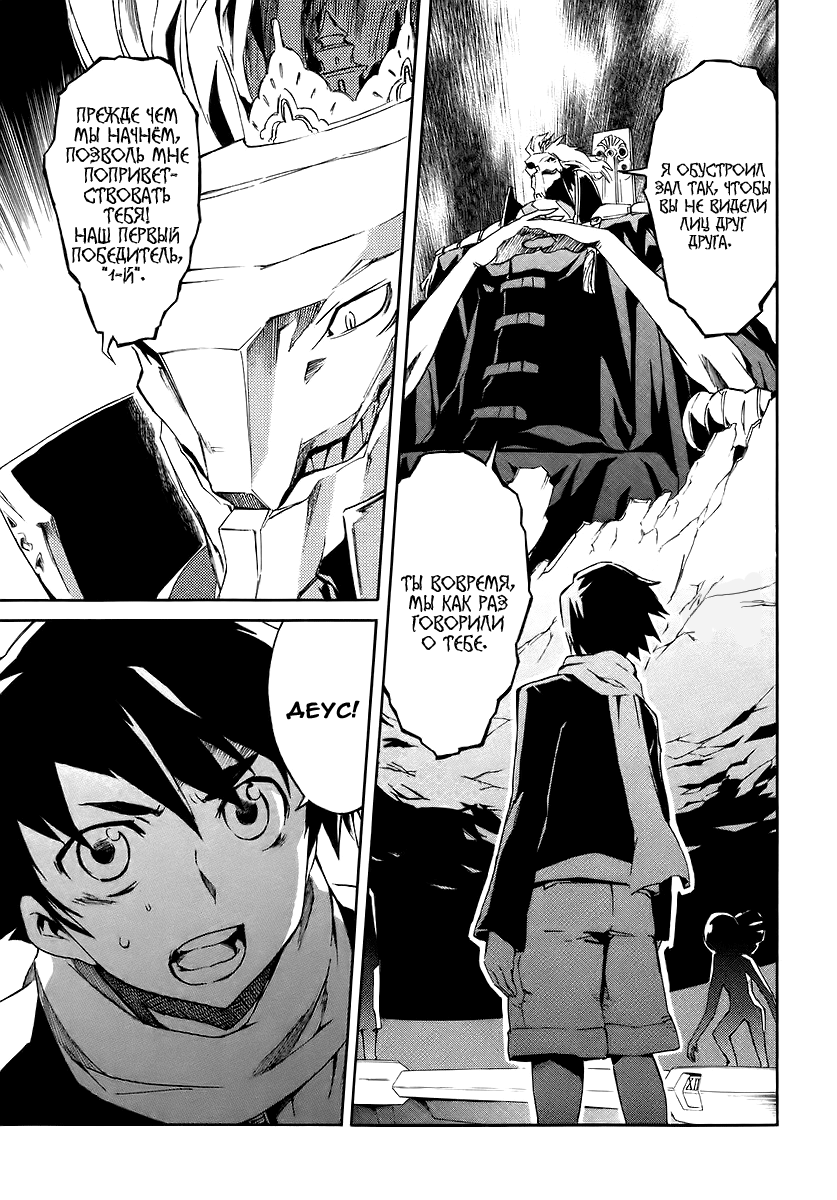 Я ОБУСТРОИЛ
ЗАЛ ТАК, ЧТОБЫ
ВЫ НЕ ВИДЕЛИ
ЛИЦ ДРУГ
ДРУГА.
ТЫ ВОВРЕМЯ,
МЫ КАК РАЗ
ГОВОРИЛИ
О ТЕБЕ.
XII
ПРЕЖДЕ ЧЕМ
МЫ НАЧНЁМ,
ПОЗВОЛЬ МНЕ
ПОПРИВЕТ-
СТВОВАТЬ
ТЕБЯ!
НАШ ПЕРВЫЙ
ПОБЕДИТЕЛЬ,
"1-Й".
ДЕУС!